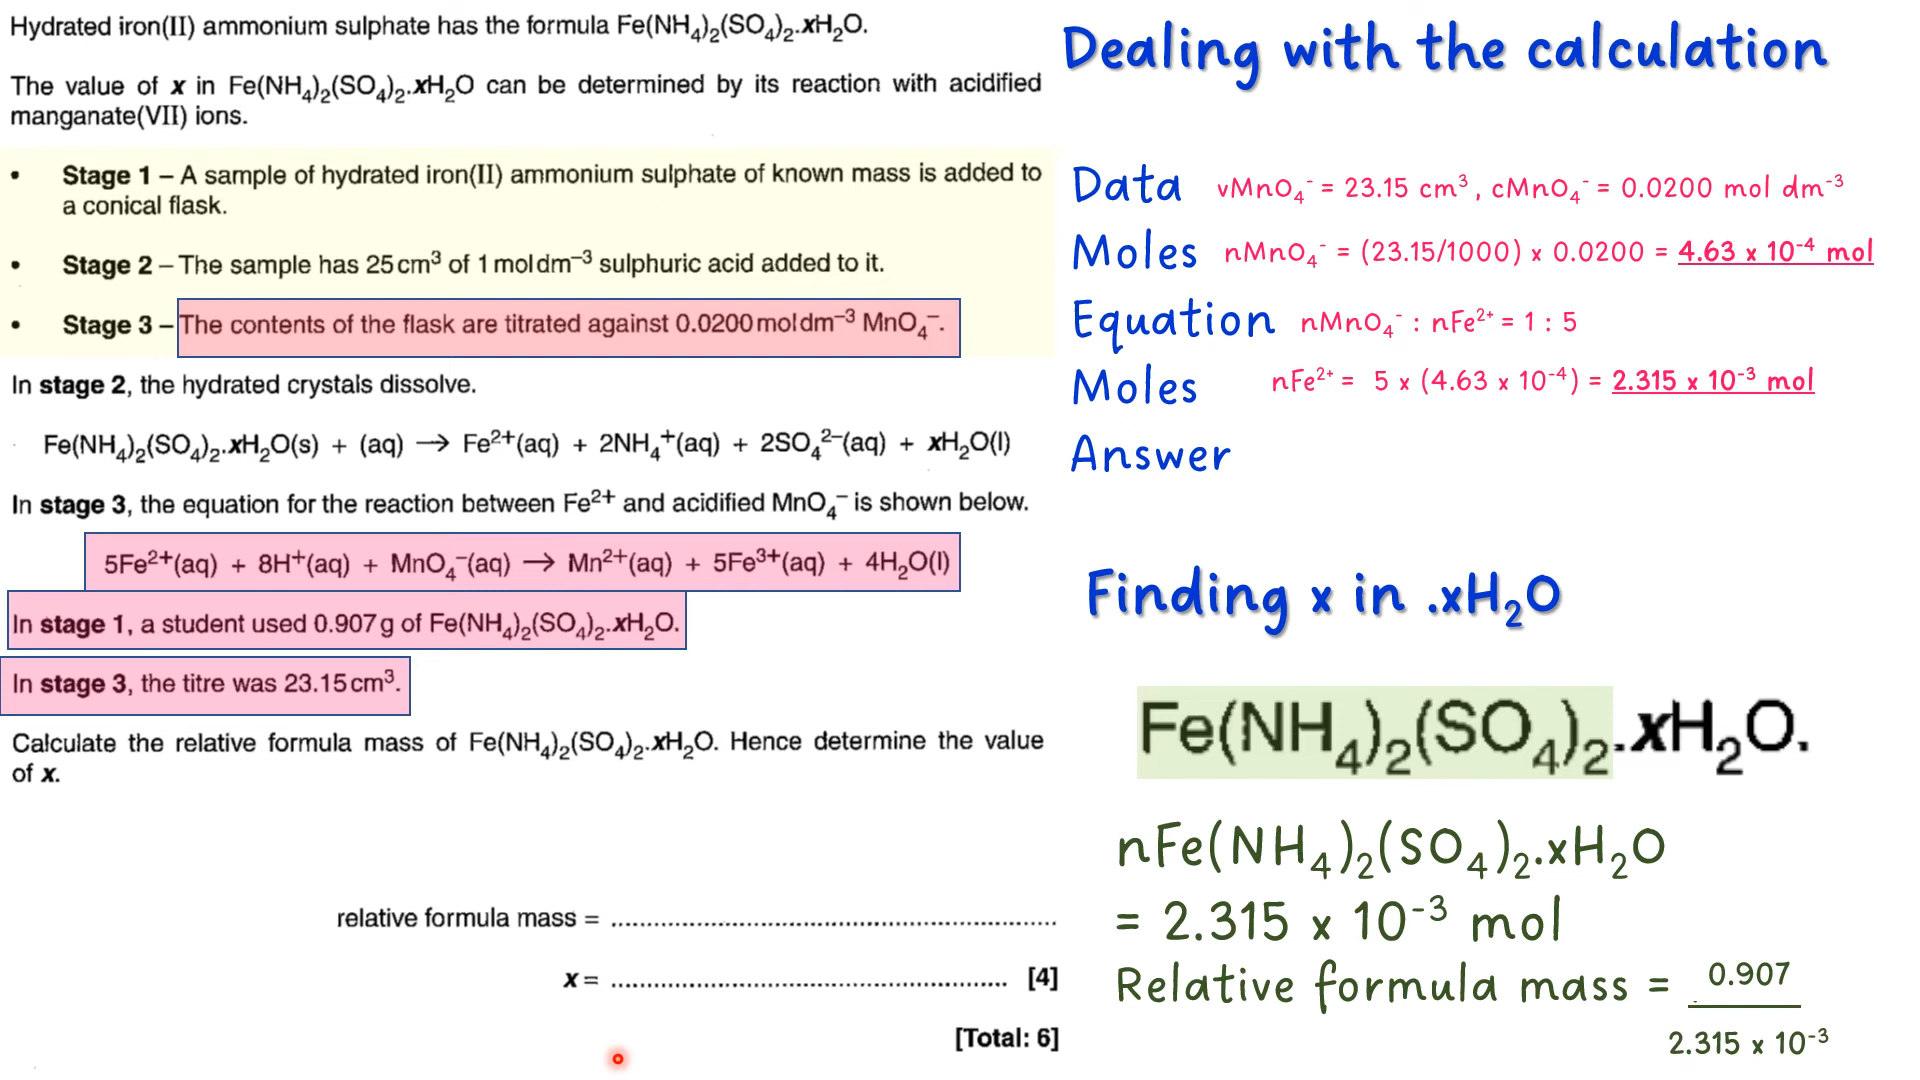 Hydrated iron(II) ammonium sulphate has the formula Fe(NH₄)₂(SO₄)₂.xH₂O.
The value of x in Fe(NH₄)₂(SO₄)₂.xH₂O can be determined by its reaction with acidified
manganate(VII) ions.
• Stage 1 – A sample of hydrated iron(II) ammonium sulphate of known mass is added to
a conical flask.
• Stage 2 – The sample has 25 cm³ of 1 mol dm⁻³ sulphuric acid added to it.
• Stage 3 – The contents of the flask are titrated against 0.0200 mol dm⁻³ MnO₄⁻.
In stage 2, the hydrated crystals dissolve.
Fe(NH₄)₂(SO₄)₂.xH₂O(s) + (aq) → Fe²⁺(aq) + 2NH₄⁺(aq) + 2SO₄²⁻(aq) + xH₂O(l)
In stage 3, the equation for the reaction between Fe²⁺ and acidified MnO₄⁻ is shown below.
5Fe²⁺(aq) + 8H⁺(aq) + MnO₄⁻(aq) → Mn²⁺(aq) + 5Fe³⁺(aq) + 4H₂O(l)
In stage 1, a student used 0.907 g of Fe(NH₄)₂(SO₄)₂.xH₂O.
In stage 3, the titre was 23.15 cm³.
Calculate the relative formula mass of Fe(NH₄)₂(SO₄)₂.xH₂O. Hence determine the value
of x.
relative formula mass = ..........................................................
x = .................................................... [4]
[Total: 6]
Dealing with the calculation
Data vMnO₄⁻ = 23.15 cm³, cMnO₄⁻ = 0.0200 mol dm⁻³
Moles nMnO₄⁻ = (23.15/1000) x 0.0200 = 4.63 x 10⁻⁴ mol
Equation nMnO₄⁻ : nFe²⁺ = 1 : 5
Moles nFe²⁺ = 5 x (4.63 x 10⁻⁴) = 2.315 x 10⁻³ mol
Answer
Finding x in .xH₂O
Fe(NH₄)₂(SO₄)₂.xH₂O.
nFe(NH₄)₂(SO₄)₂.xH₂O
= 2.315 x 10⁻³ mol
Relative formula mass = 0.907
2.315 x 10⁻³